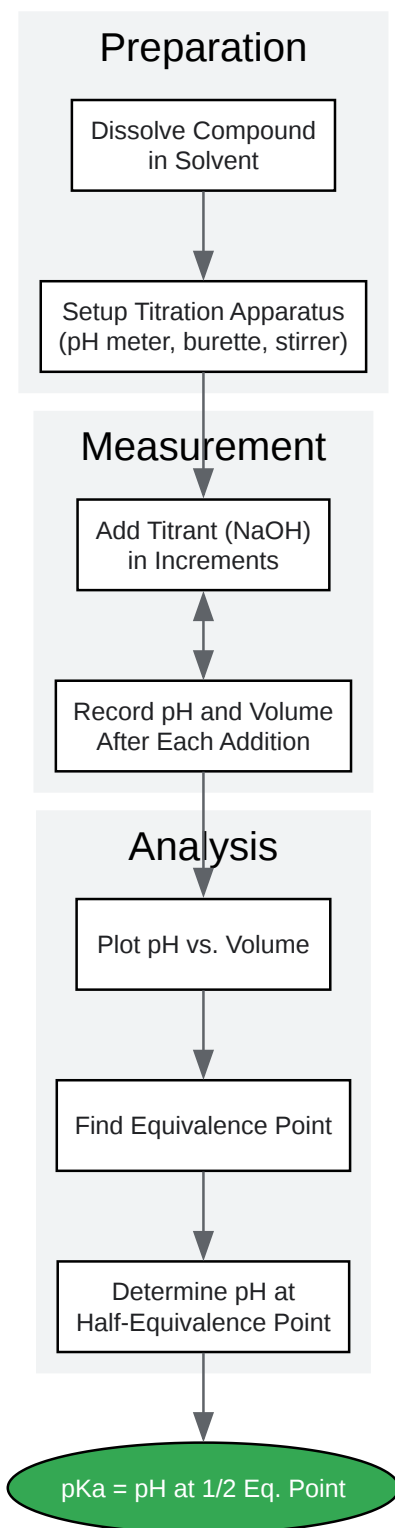 Preparation
Dissolve Compound
in Solvent
Setup Titration Apparatus
(pH meter, burette, stirrer)
Measurement
Add Titrant (NaOH)
in Increments
Record pH and Volume
After Each Addition
Analysis
Plot pH vs. Volume
Find Equivalence Point
Determine pH at
Half-Equivalence Point
pKa = pH at 1/2 Eq. Point